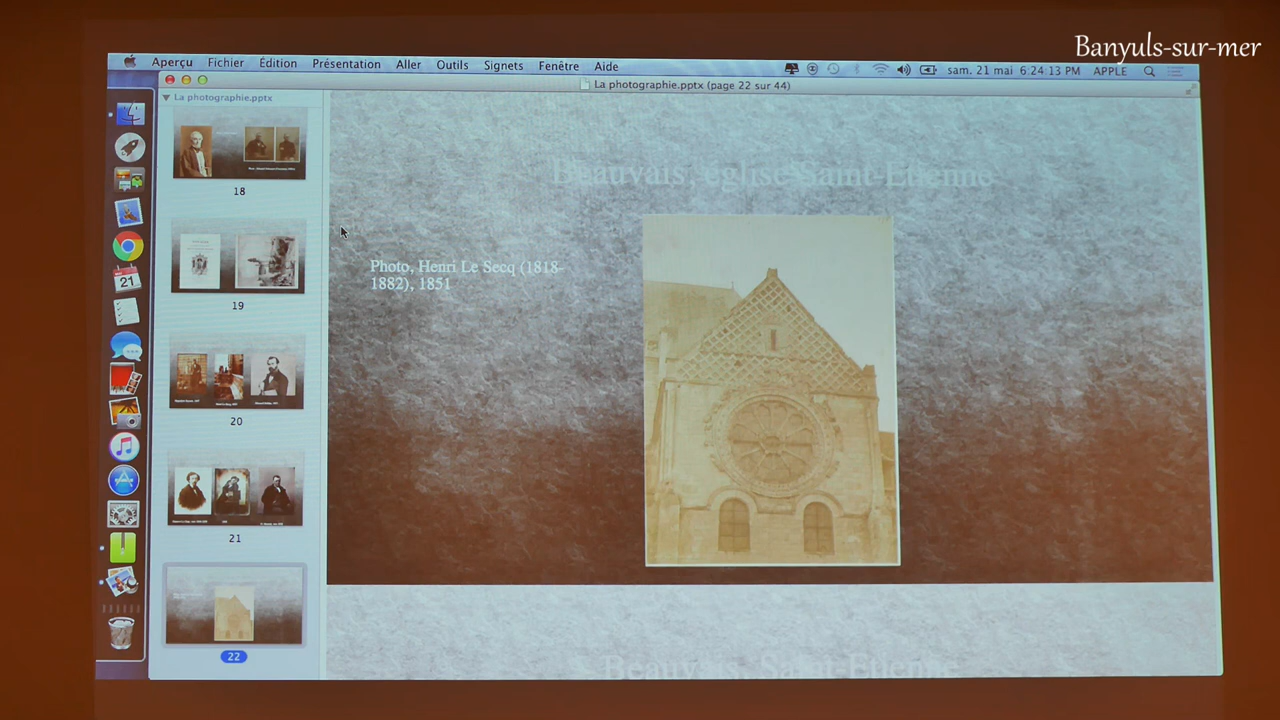 Banyuls-sur-mer
Aperçu Fichier Édition Présentation Aller Outils Signets Fenêtre Aide sam. 21 mai 6:24:13 PM APPLE
La photographie.pptx (page 22 sur 44)
La photographie.pptx
18
19
20
21
22
21
Beauvais, église Saint-Etienne
Photo, Henri Le Secq (1818-
1882), 1851
Beauvais, Saint-Etienne